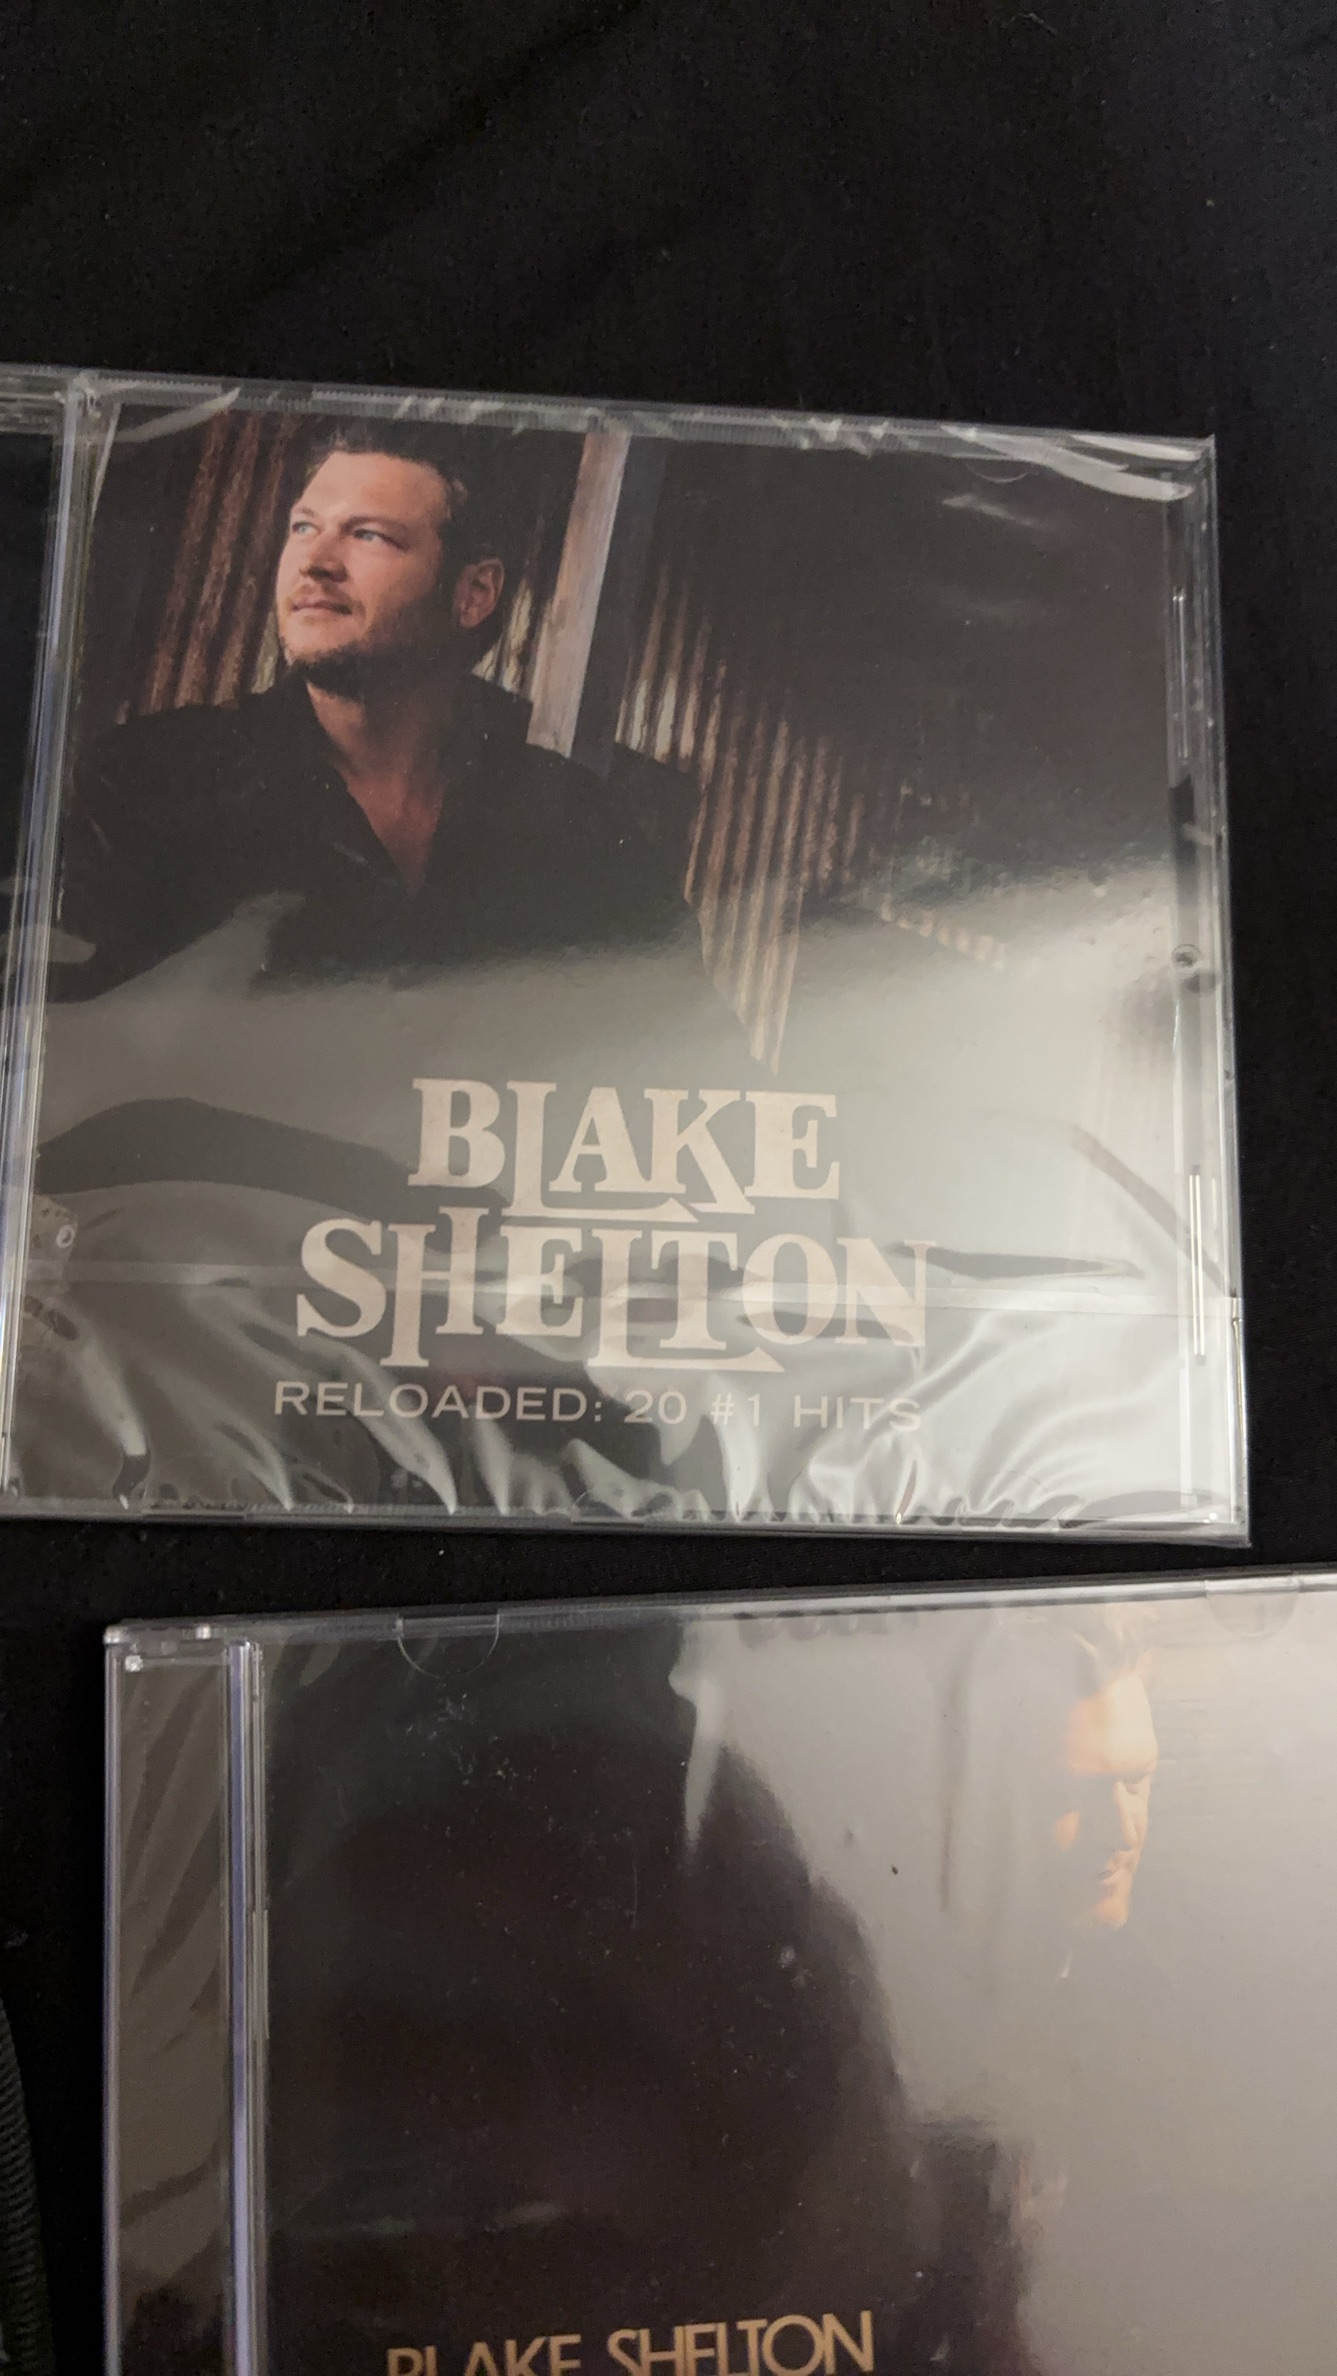 BLAKE
SHELTON
RELOADED: 20 #1 HITS
BLAKE SHELTON